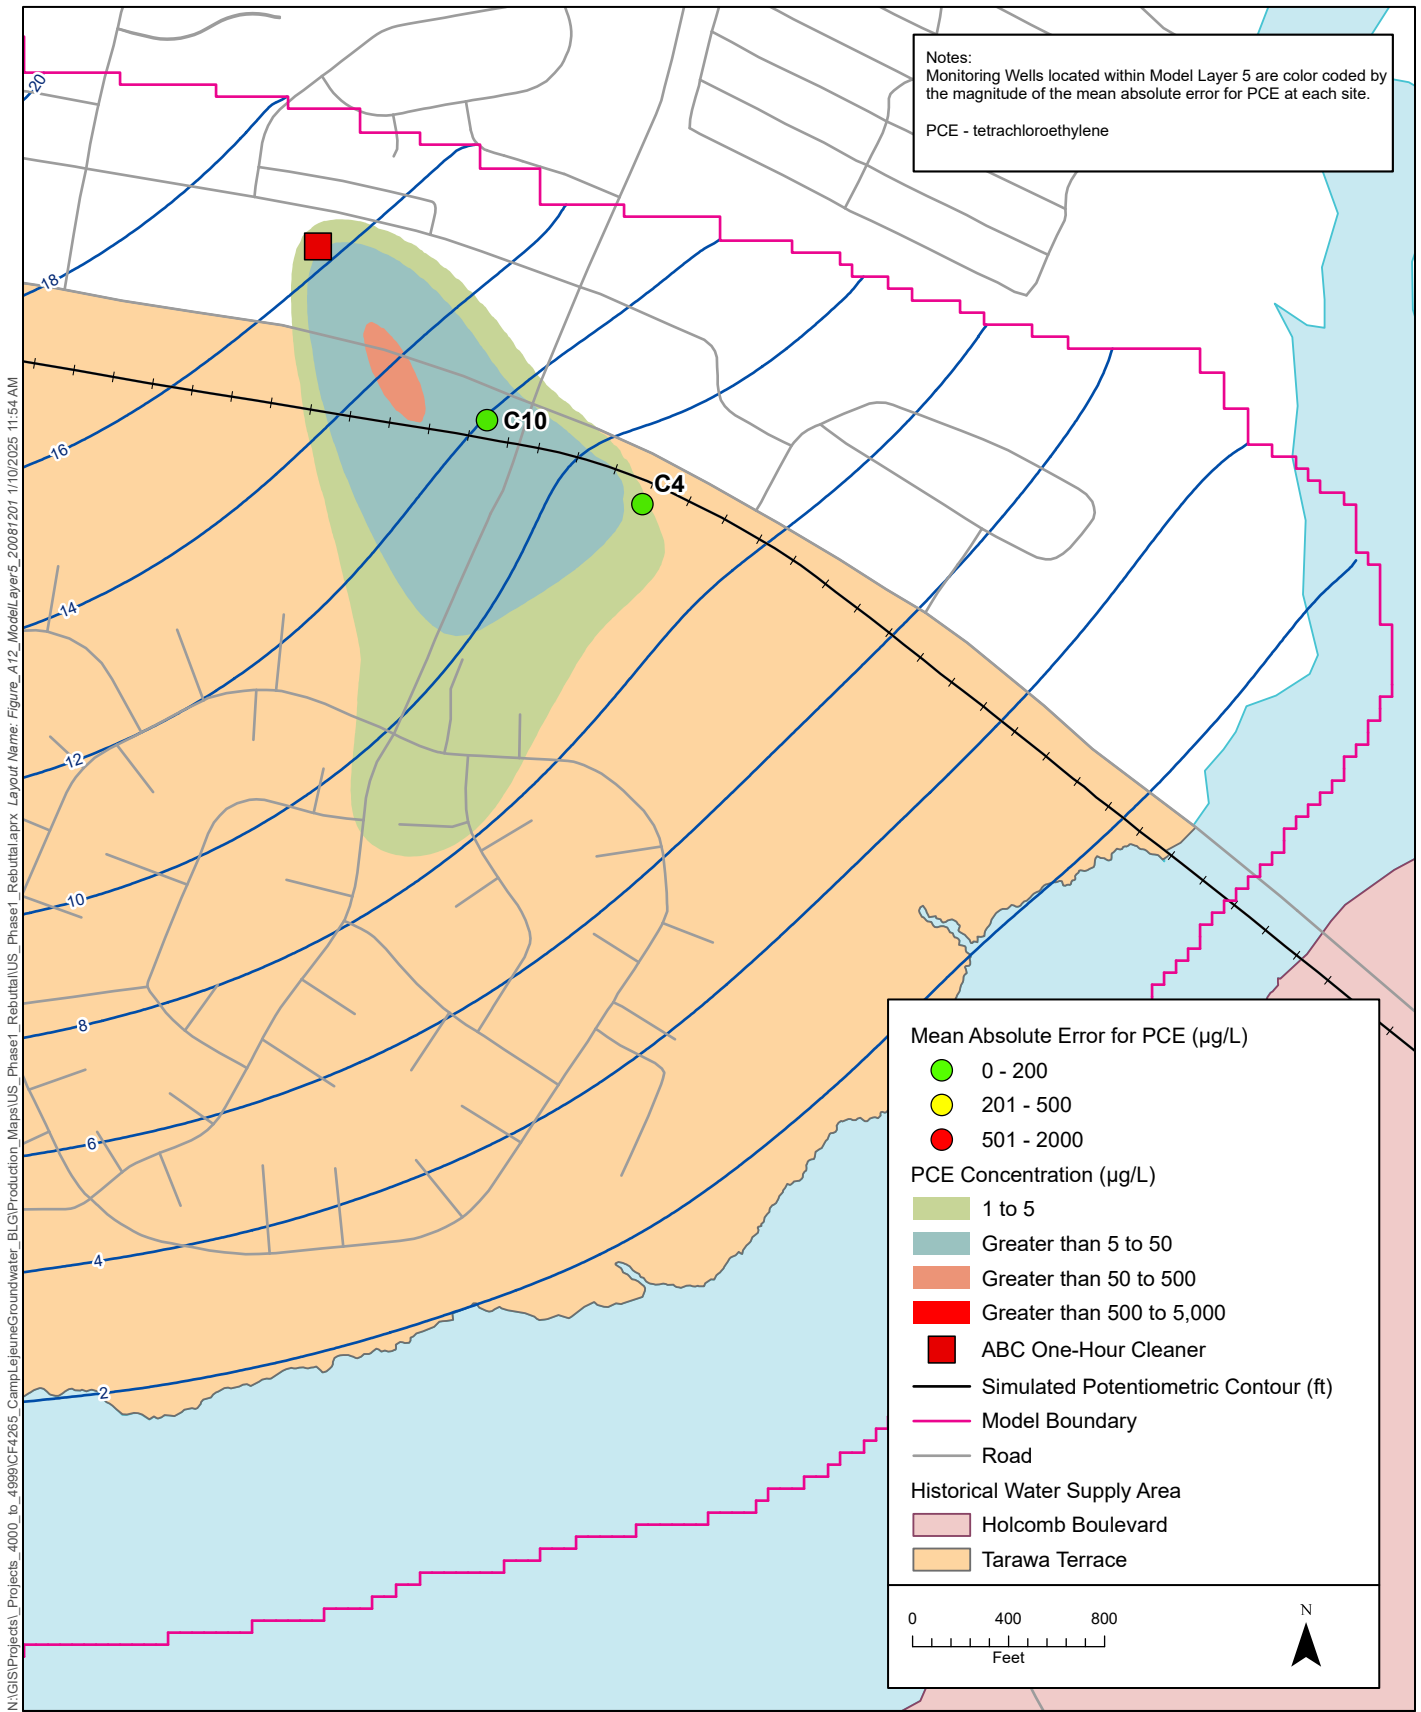 Notes:
Monitoring Wells located within Model Layer 5 are color coded by
the magnitude of the mean absolute error for PCE at each site.
PCE - tetrachloroethylene
20
18
16
14
12
10
8
6
4
2
C10
C4
Mean Absolute Error for PCE (µg/L)
0 - 200
201 - 500
501 - 2000
PCE Concentration (µg/L)
1 to 5
Greater than 5 to 50
Greater than 50 to 500
Greater than 500 to 5,000
ABC One-Hour Cleaner
Simulated Potentiometric Contour (ft)
Model Boundary
Road
Historical Water Supply Area
Holcomb Boulevard
Tarawa Terrace
0 400 800
Feet
N
N:\GIS\Projects\_Projects_4000_to_4999\CF4265_CampLejeuneGroundwater_BLG\Production_Maps\US_Phase1_Rebuttal\US_Phase1_Rebuttal.aprx Layout Name: Figure_A12_ModelLayer5_20081201 1/10/2025 11:54 AM